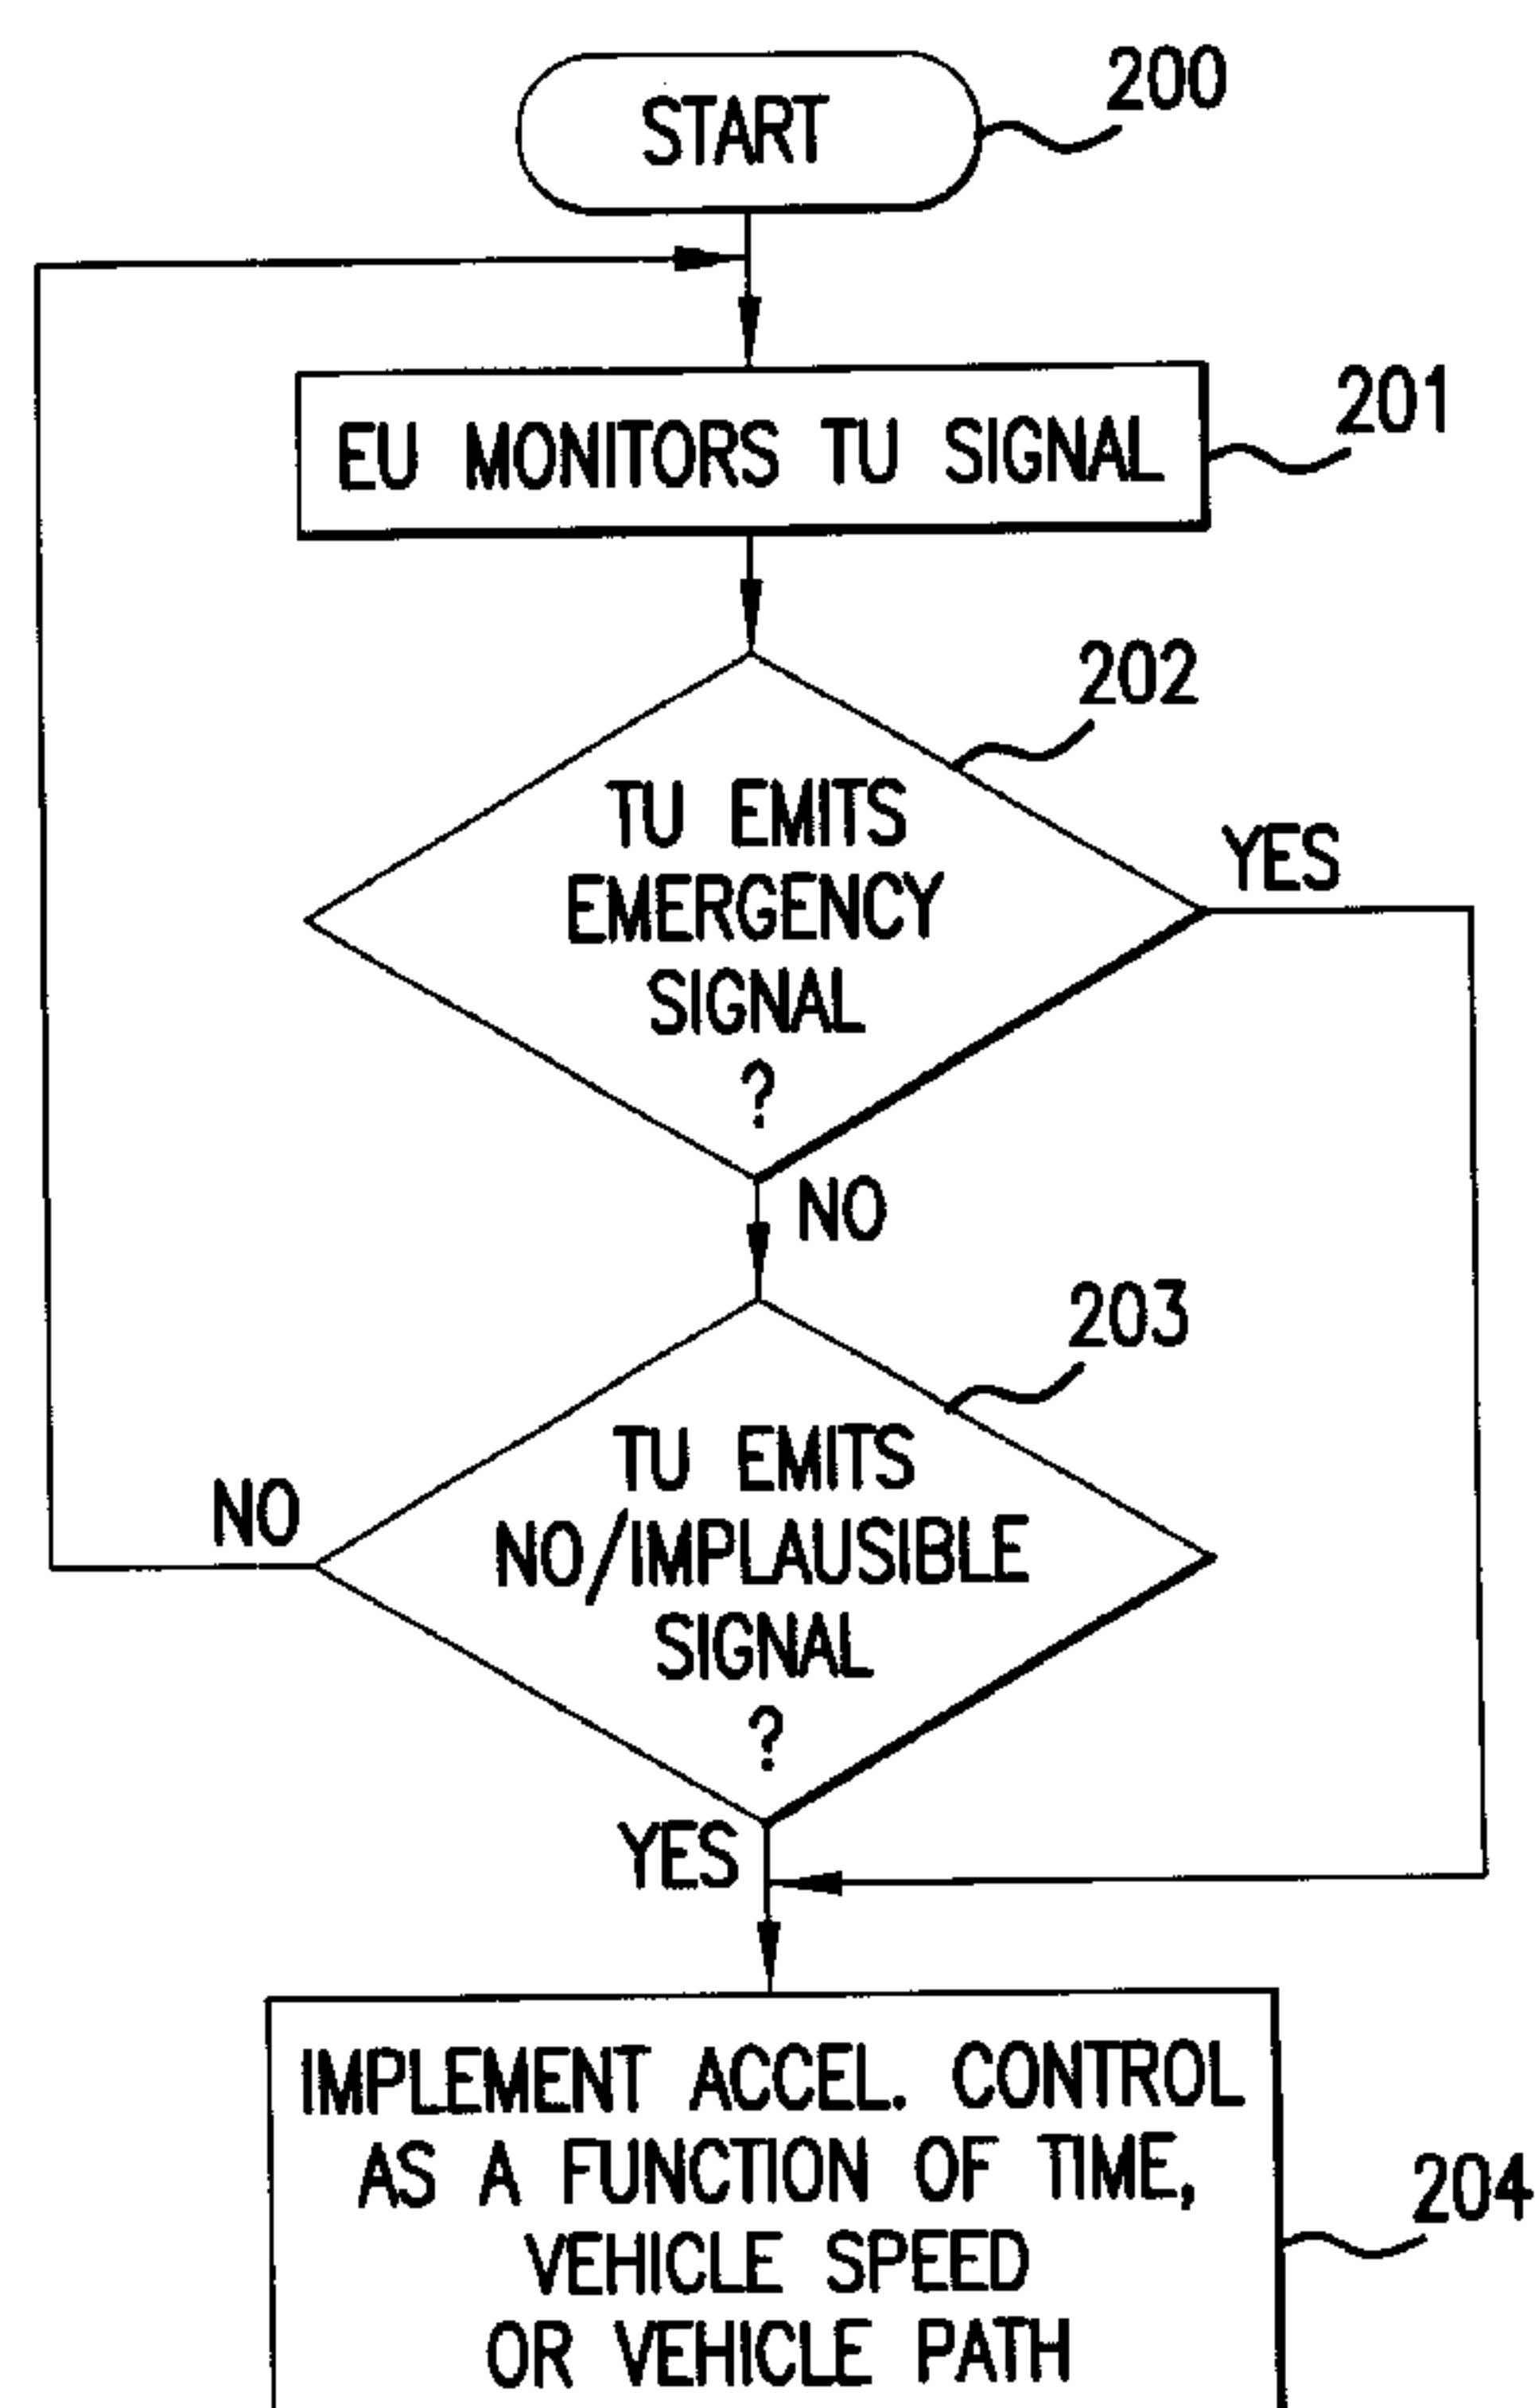 START
200
EU MONITORS TU SIGNAL
201
202
TU EMITS
EMERGENCY
SIGNAL
?
YES
NO
203
TU EMITS
NO/IMPLAUSIBLE
SIGNAL
?
NO
YES
IMPLEMENT ACCEL. CONTROL
AS A FUNCTION OF TIME,
VEHICLE SPEED
OR VEHICLE PATH
204